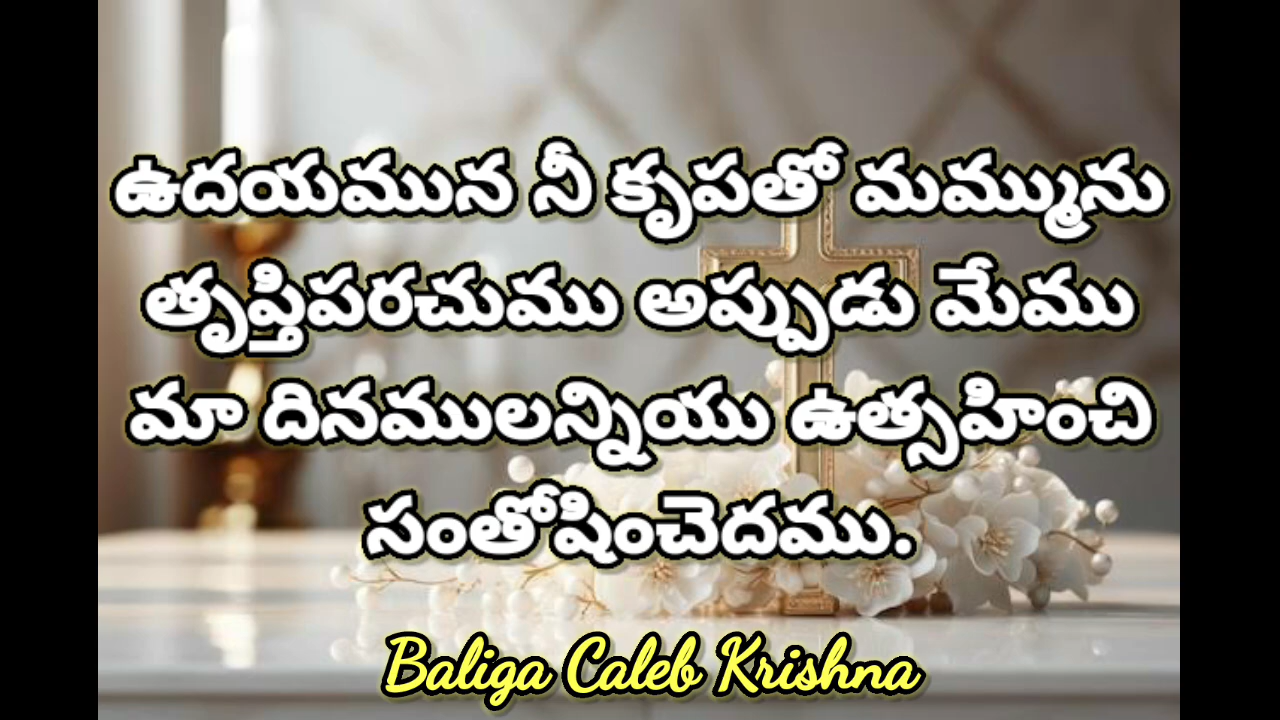 ఉదయమున నీ కృపతో మమ్మును
తృప్తిపరచుము అప్పుడు మేము
మా దినములన్నియు ఉత్సహించి
సంతోషించెదము.
Baliga Caleb Krishna